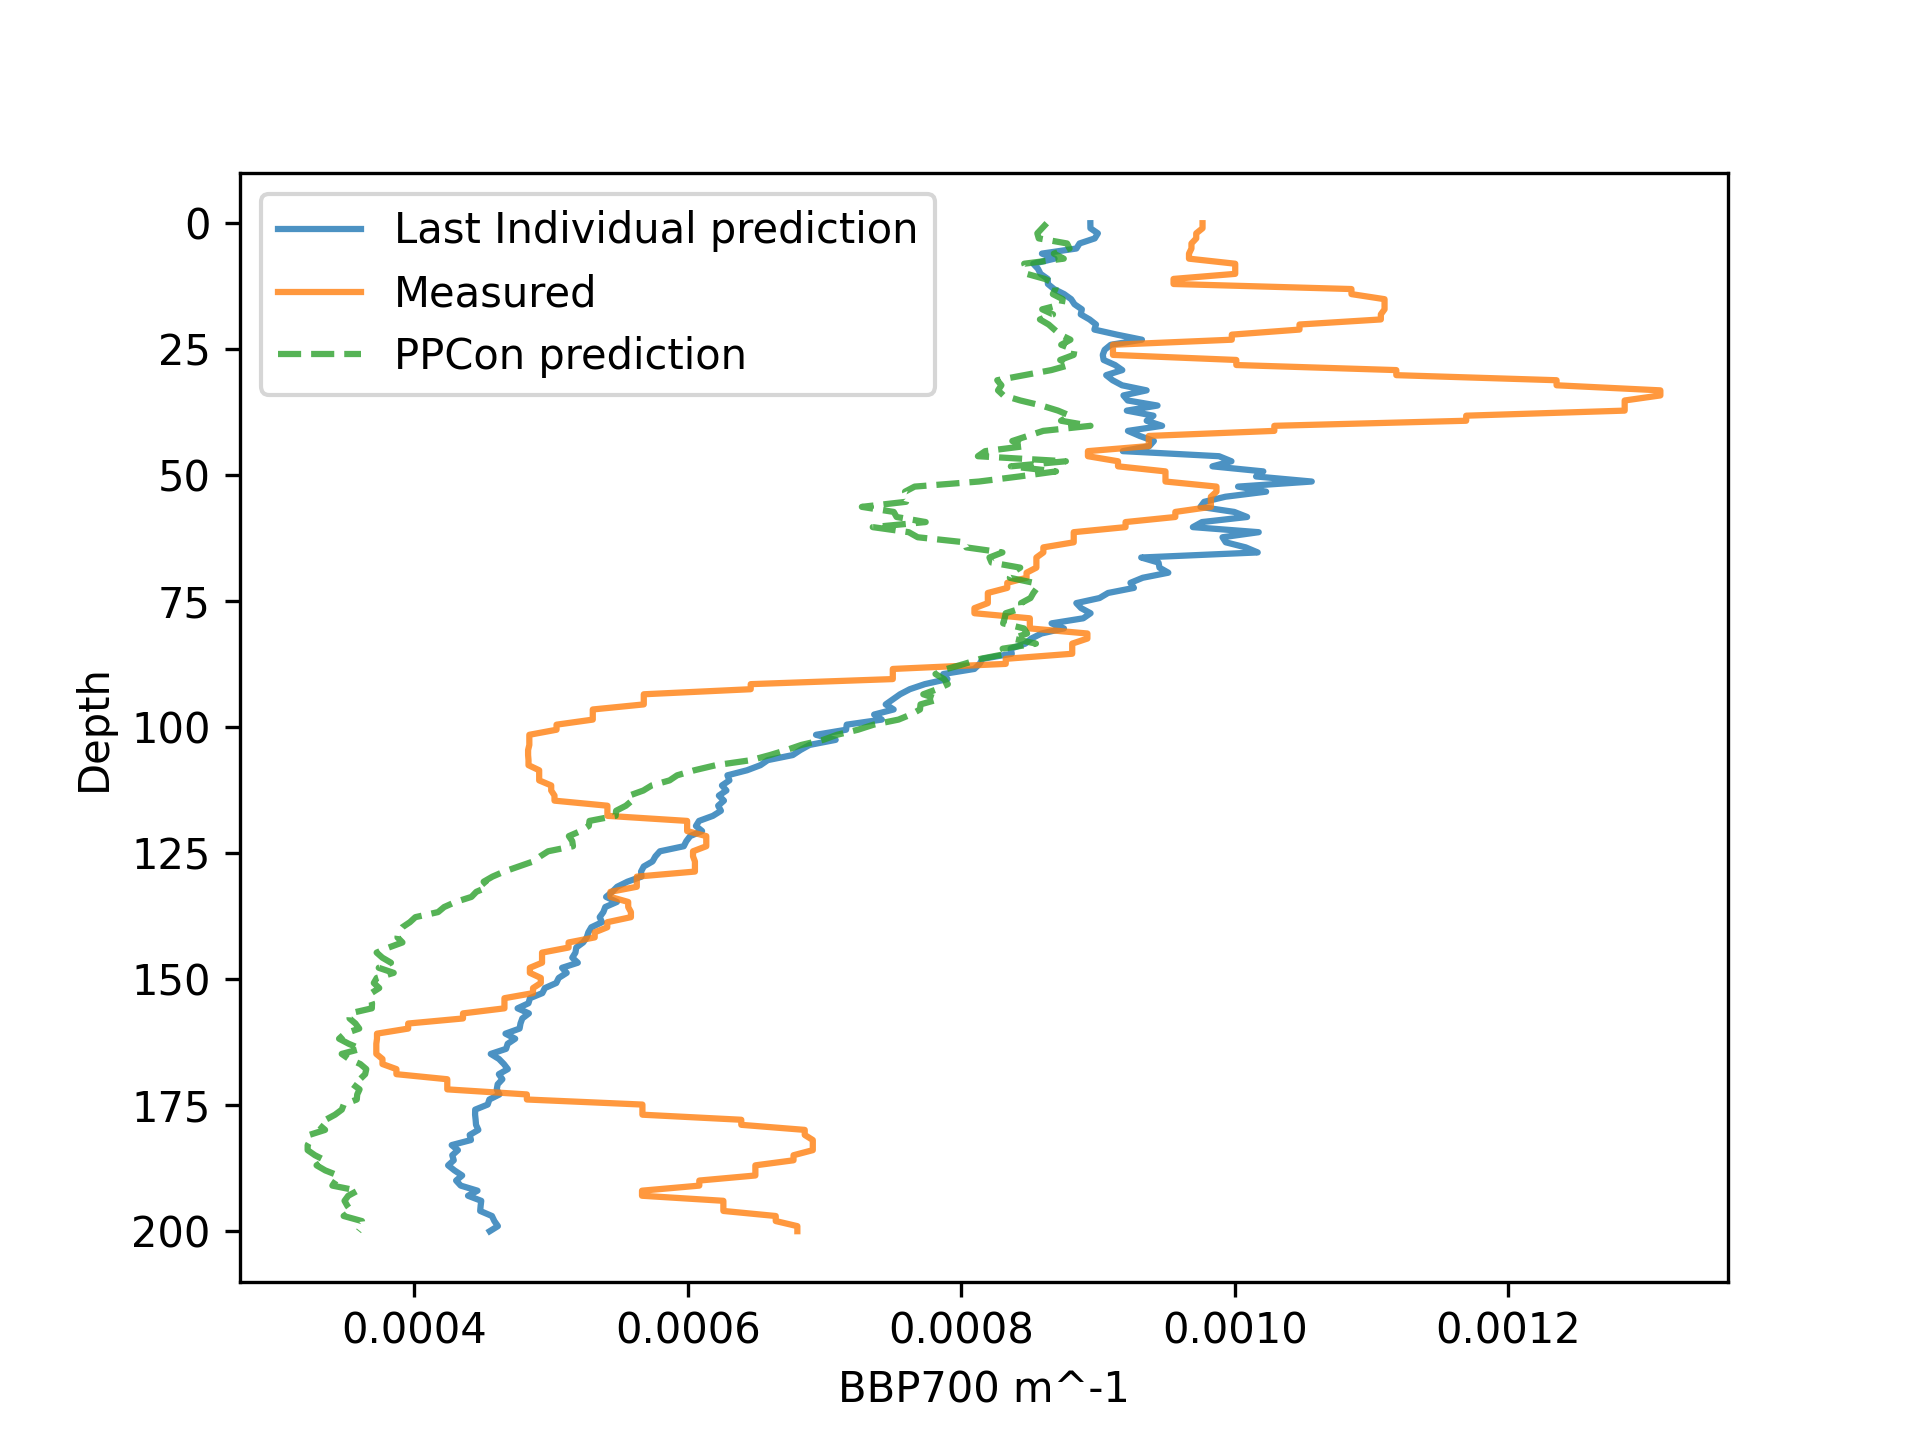 Last Individual prediction
Measured
PPCon prediction
0
25
50
75
100
125
150
175
200
Depth
0.0004 0.0006 0.0008 0.0010 0.0012
BBP700 m^-1